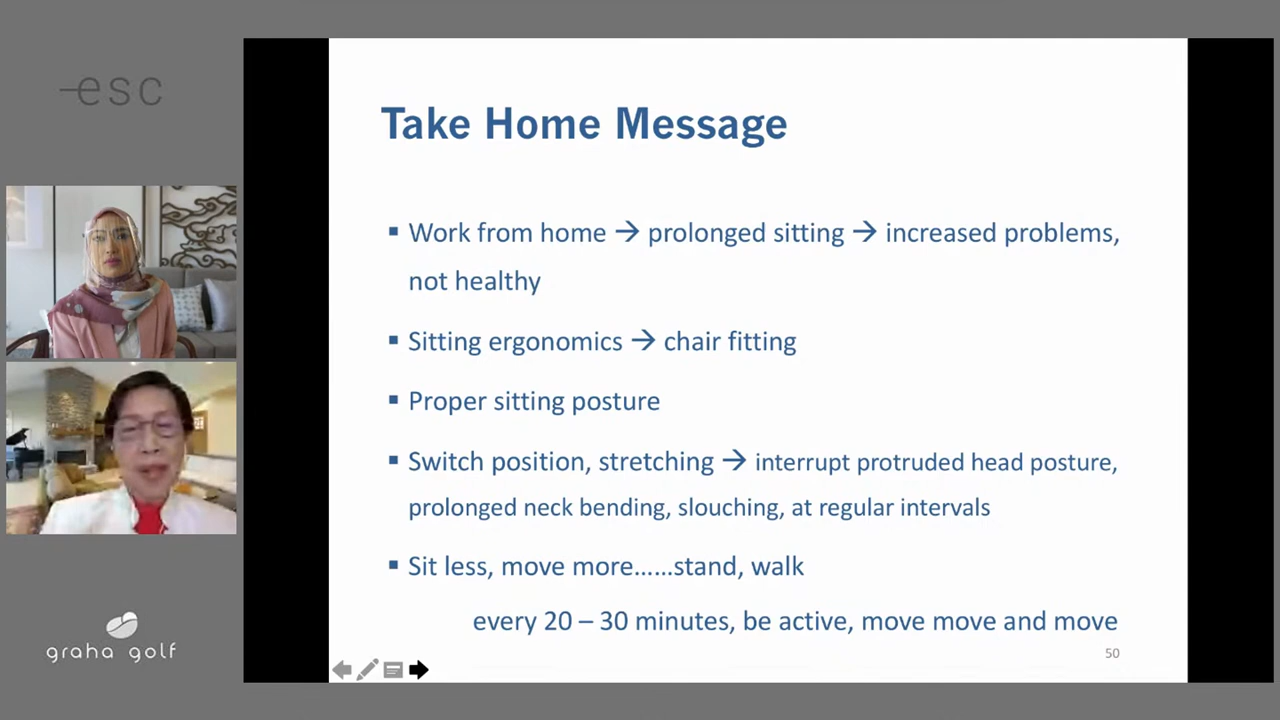 esc
Take Home Message
▪ Work from home → prolonged sitting → increased problems,
not healthy
▪ Sitting ergonomics → chair fitting
▪ Proper sitting posture
▪ Switch position, stretching → interrupt protruded head posture,
prolonged neck bending, slouching, at regular intervals
▪ Sit less, move more......stand, walk
every 20 – 30 minutes, be active, move move and move
50
graha golf